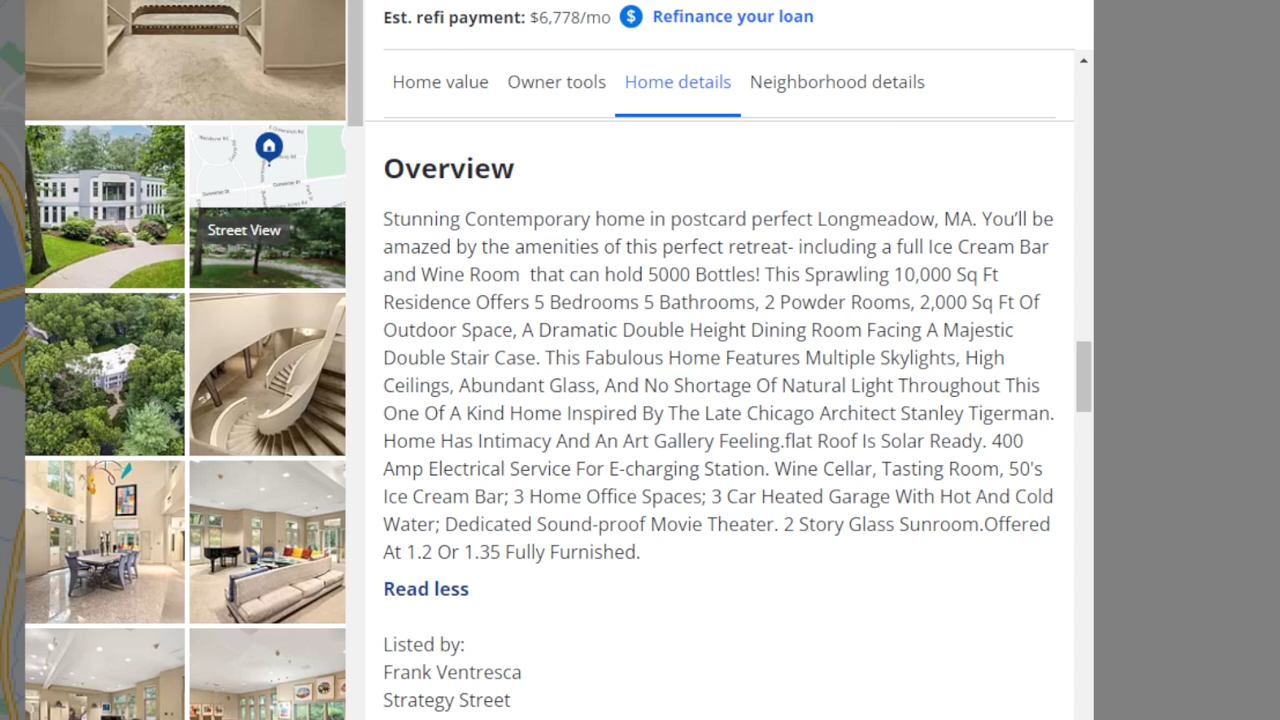 Est. refi payment: $6,778/mo $ Refinance your loan
Home value Owner tools Home details Neighborhood details
Street View
Overview
Stunning Contemporary home in postcard perfect Longmeadow, MA. You’ll be
amazed by the amenities of this perfect retreat- including a full Ice Cream Bar
and Wine Room that can hold 5000 Bottles! This Sprawling 10,000 Sq Ft
Residence Offers 5 Bedrooms 5 Bathrooms, 2 Powder Rooms, 2,000 Sq Ft Of
Outdoor Space, A Dramatic Double Height Dining Room Facing A Majestic
Double Stair Case. This Fabulous Home Features Multiple Skylights, High
Ceilings, Abundant Glass, And No Shortage Of Natural Light Throughout This
One Of A Kind Home Inspired By The Late Chicago Architect Stanley Tigerman.
Home Has Intimacy And An Art Gallery Feeling.flat Roof Is Solar Ready. 400
Amp Electrical Service For E-charging Station. Wine Cellar, Tasting Room, 50's
Ice Cream Bar; 3 Home Office Spaces; 3 Car Heated Garage With Hot And Cold
Water; Dedicated Sound-proof Movie Theater. 2 Story Glass Sunroom.Offered
At 1.2 Or 1.35 Fully Furnished.
Read less
Listed by:
Frank Ventresca
Strategy Street